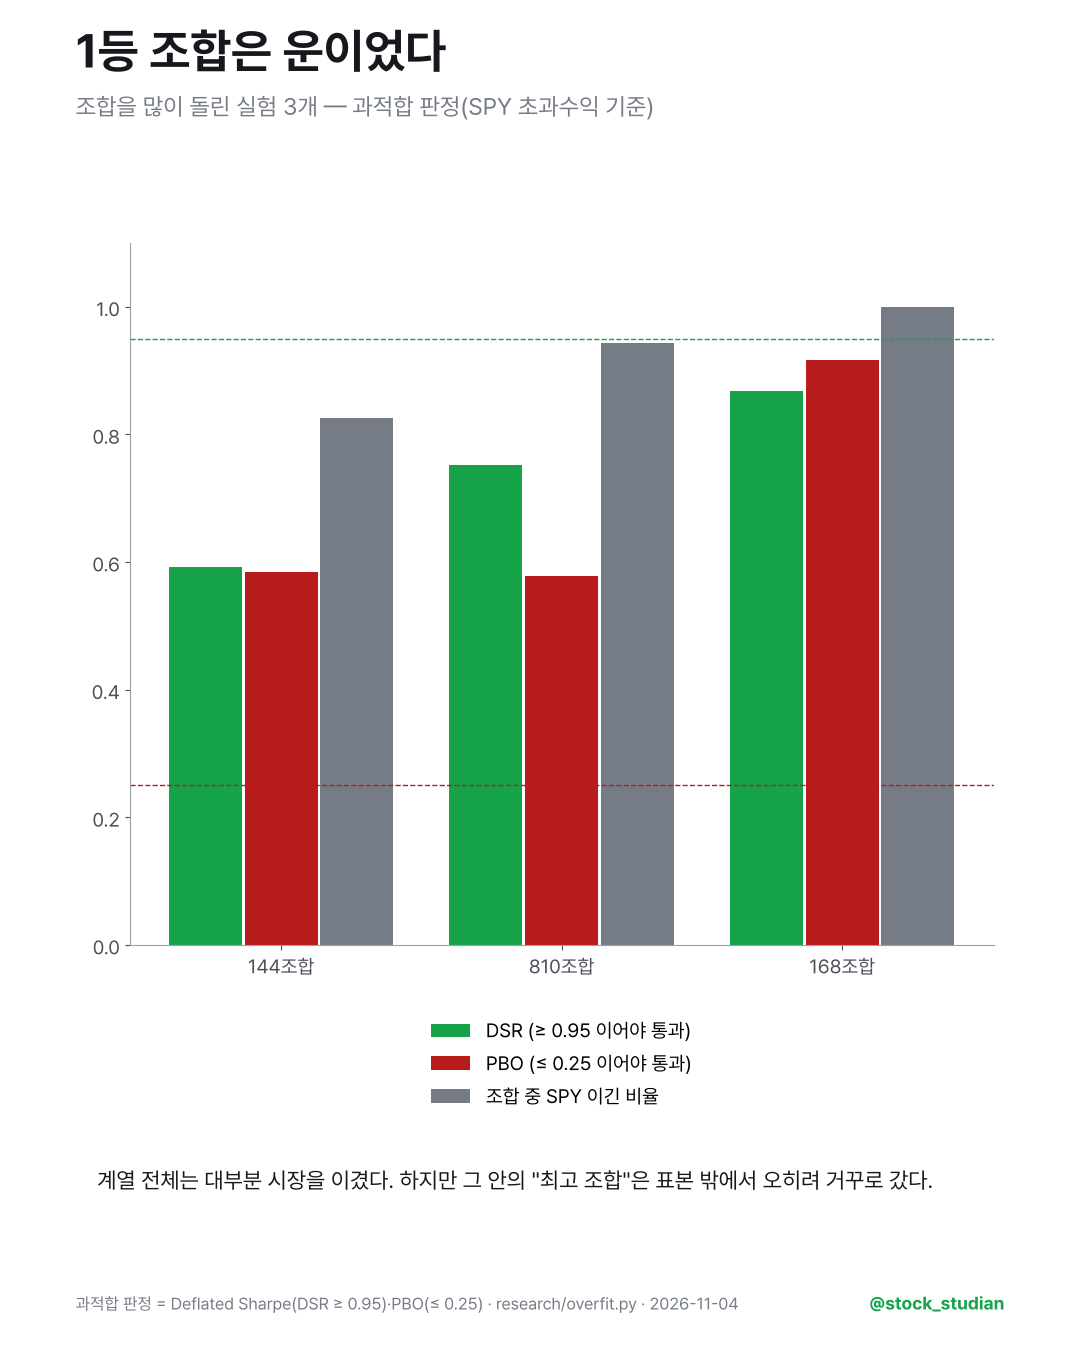 1등 조합은 운이었다
조합을 많이 돌린 실험 3개 — 과적합 판정(SPY 초과수익 기준)
1.0
0.8
0.6
0.4
0.2
0.0
144조합
810조합
168조합
DSR (≥ 0.95 이어야 통과)
PBO (≤ 0.25 이어야 통과)
조합 중 SPY 이긴 비율
계열 전체는 대부분 시장을 이겼다. 하지만 그 안의 "최고 조합"은 표본 밖에서 오히려 거꾸로 갔다.
과적합 판정 = Deflated Sharpe(DSR ≥ 0.95)·PBO(≤ 0.25) · research/overfit.py · 2026-11-04
@stock_studian